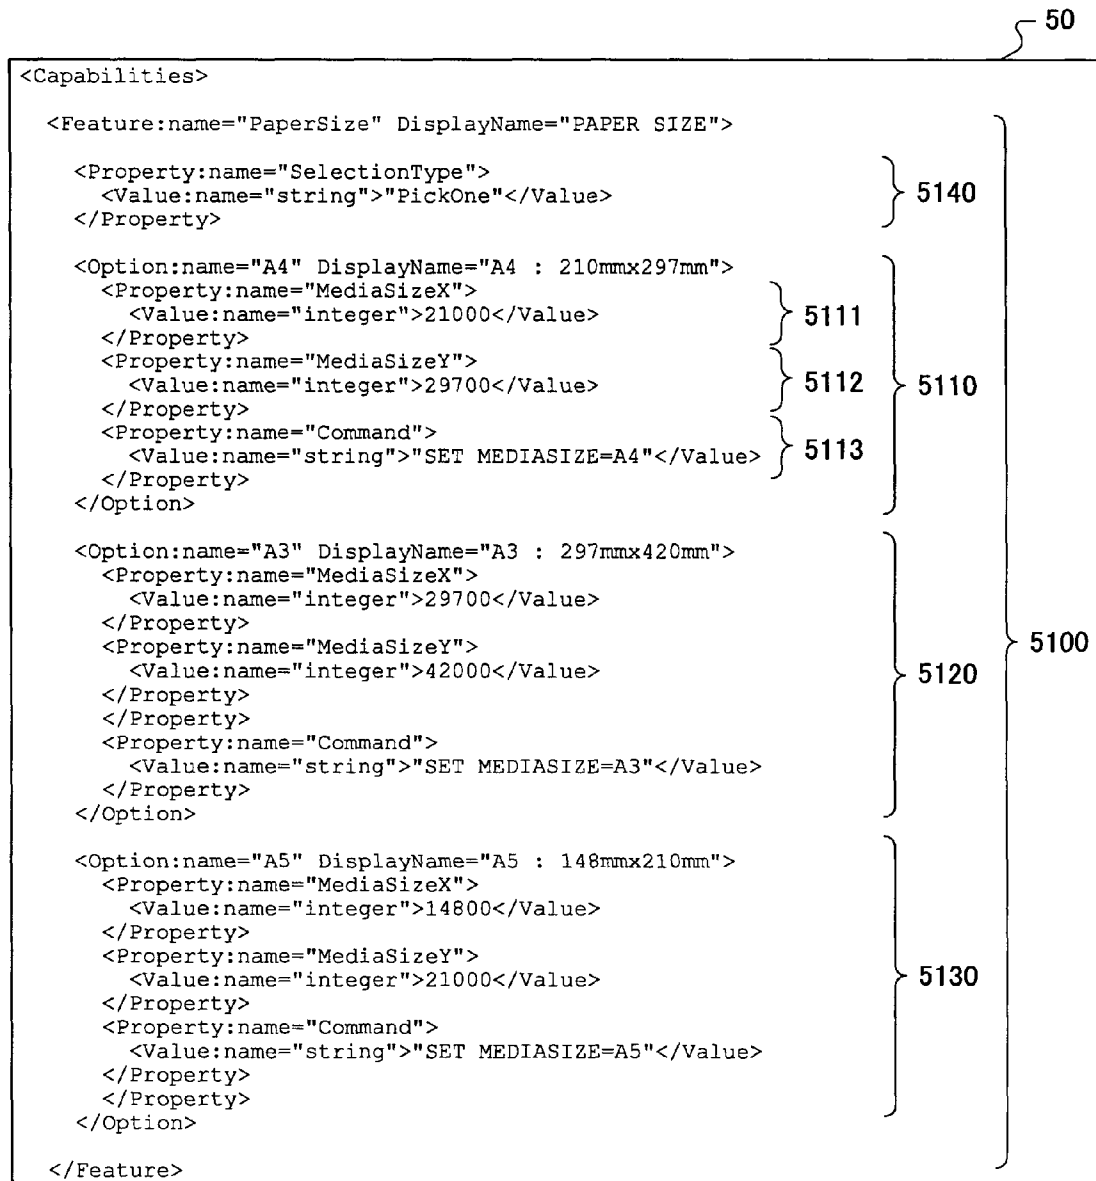 50
<Capabilities>
<Feature:name="PaperSize" DisplayName="PAPER SIZE">
<Property:name="SelectionType">
<Value:name="string">"PickOne"</Value>
</Property>
5140
<Option:name="A4" DisplayName="A4 : 210mmx297mm">
<Property:name="MediaSizeX">
<Value:name="integer">21000</Value>
</Property>
5111
<Property:name="MediaSizeY">
<Value:name="integer">29700</Value>
</Property>
5112
<Property:name="Command">
<Value:name="string">"SET MEDIASIZE=A4"</Value>
</Property>
5113
</Option>
5110
<Option:name="A3" DisplayName="A3 : 297mmx420mm">
<Property:name="MediaSizeX">
<Value:name="integer">29700</Value>
</Property>
<Property:name="MediaSizeY">
<Value:name="integer">42000</Value>
</Property>
</Property>
<Property:name="Command">
<Value:name="string">"SET MEDIASIZE=A3"</Value>
</Property>
</Option>
5120
5100
<Option:name="A5" DisplayName="A5 : 148mmx210mm">
<Property:name="MediaSizeX">
<Value:name="integer">14800</Value>
</Property>
<Property:name="MediaSizeY">
<Value:name="integer">21000</Value>
</Property>
<Property:name="Command">
<Value:name="string">"SET MEDIASIZE=A5"</Value>
</Property>
</Property>
</Option>
5130
</Feature>